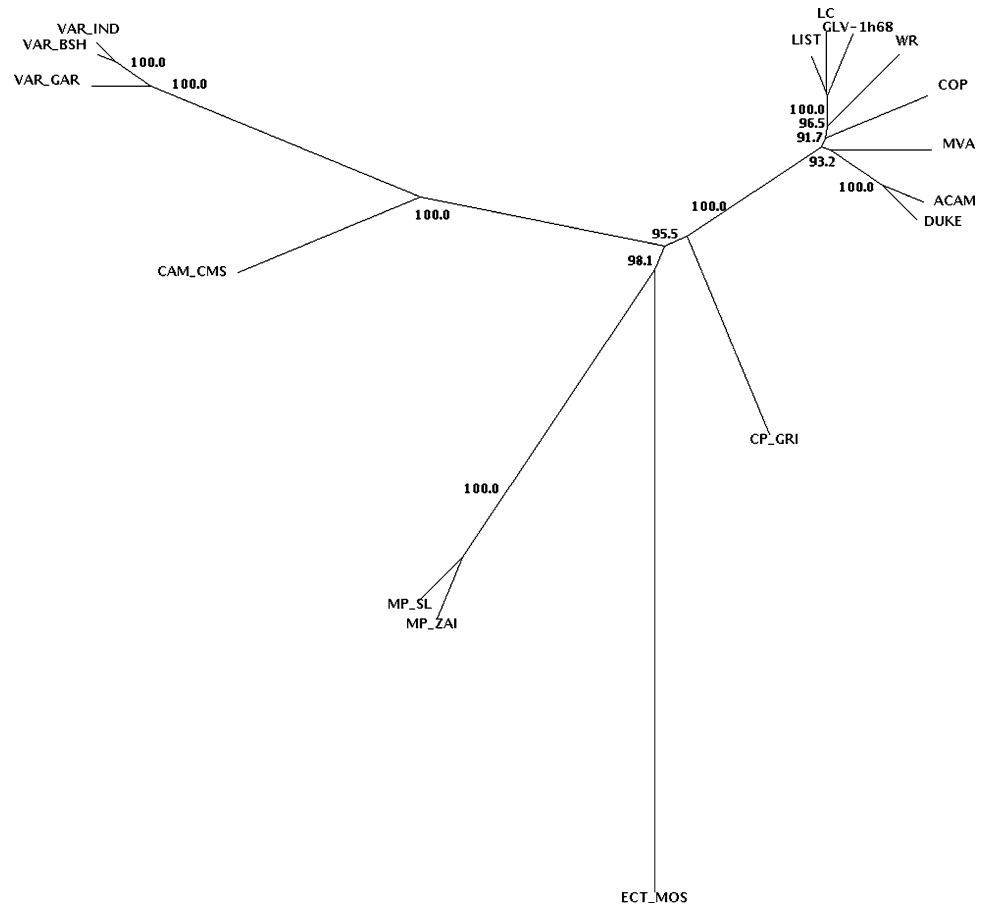 LC
VAR_IND
GLV-1h68
VAR_BSH
LIST
WR
100.0
VAR_GAR
100.0
COP
100.0
96.5
91.7
MVA
93.2
100.0
ACAM
100.0
100.0
DUKE
95.5
98.1
CAM_CMS
CP_GRI
100.0
MP_SL
MP_ZAI
ECT_MOS